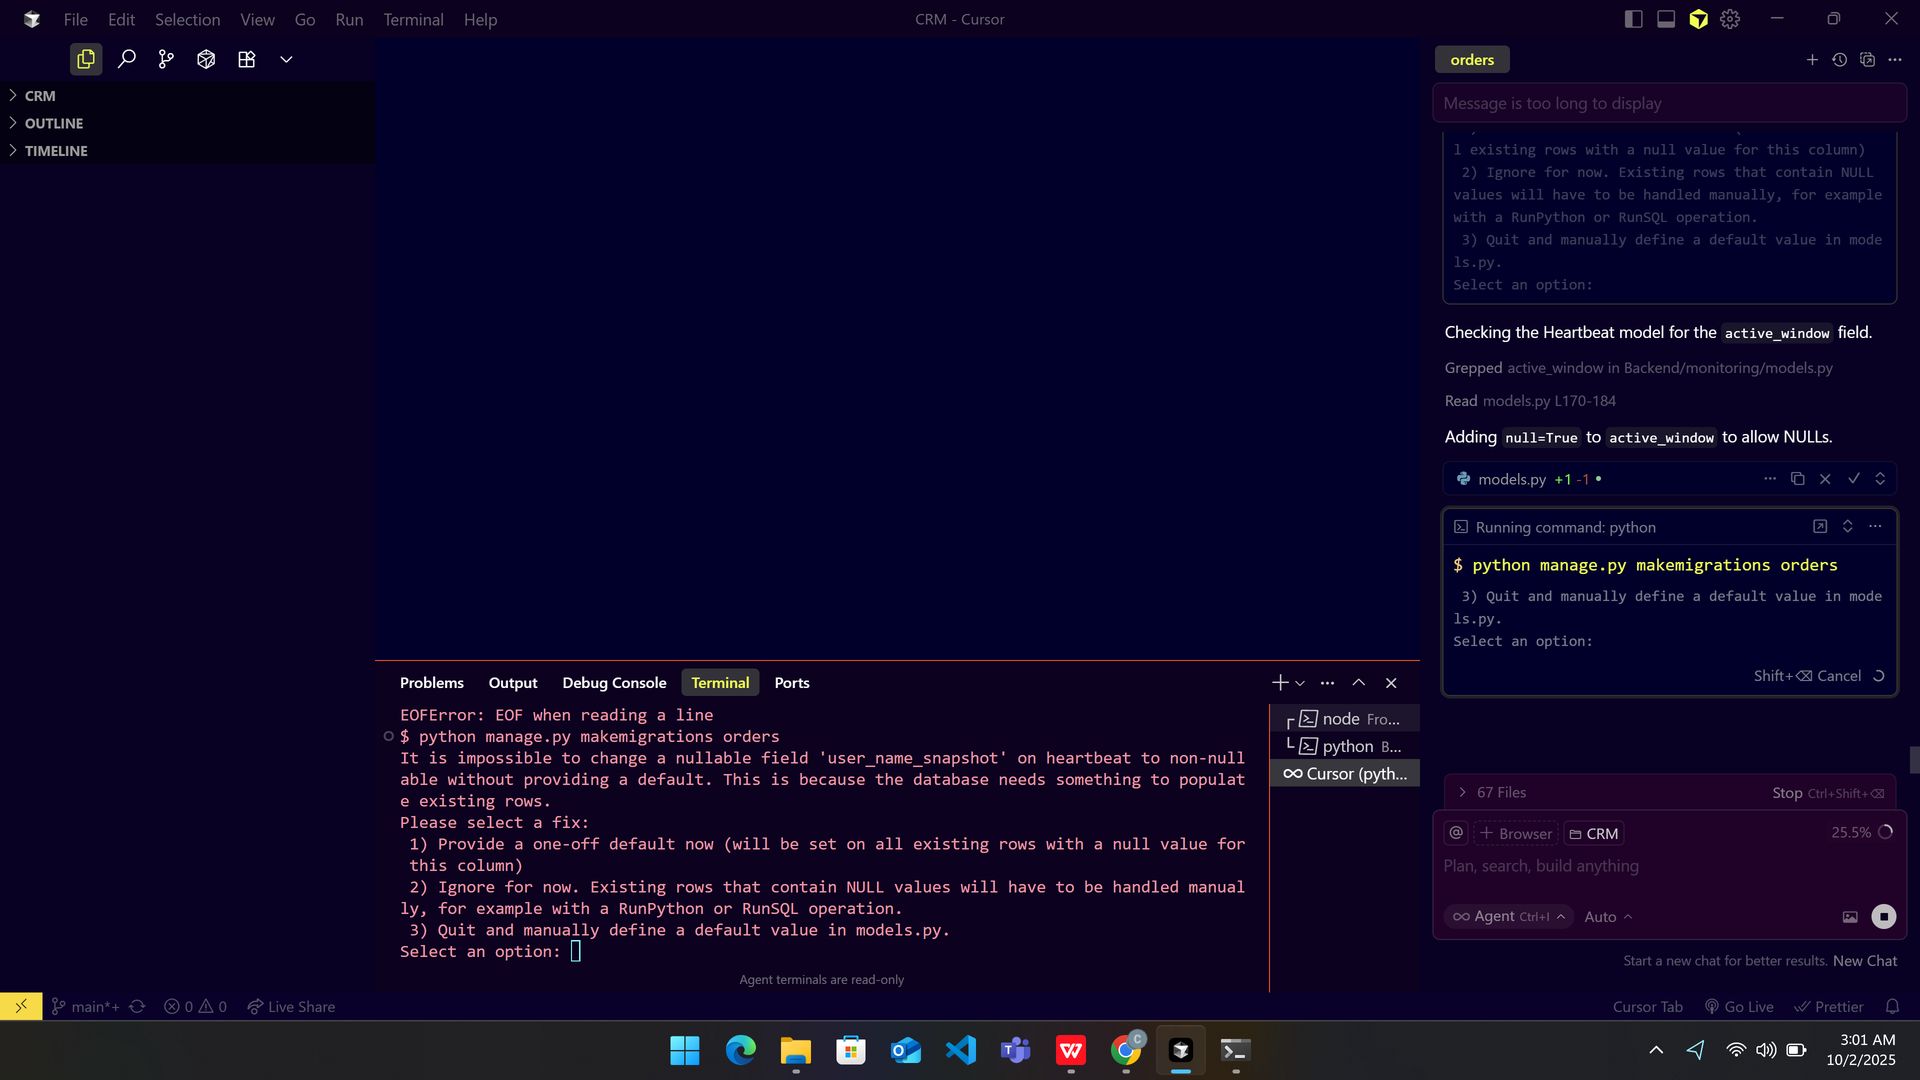 File Edit Selection View Go Run Terminal Help
CRM - Cursor
CRM
OUTLINE
TIMELINE
Problems Output Debug Console Terminal Ports
EOFError: EOF when reading a line
$ python manage.py makemigrations orders
It is impossible to change a nullable field 'user_name_snapshot' on heartbeat to non-null
able without providing a default. This is because the database needs something to populat
e existing rows.
Please select a fix:
1) Provide a one-off default now (will be set on all existing rows with a null value for
this column)
2) Ignore for now. Existing rows that contain NULL values will have to be handled manual
ly, for example with a RunPython or RunSQL operation.
3) Quit and manually define a default value in models.py.
Select an option:
Agent terminals are read-only
node Fro...
python B...
Cursor (pyth...
orders
Message is too long to display
l existing rows with a null value for this column)
2) Ignore for now. Existing rows that contain NULL
values will have to be handled manually, for example
with a RunPython or RunSQL operation.
3) Quit and manually define a default value in mode
ls.py.
Select an option:
Checking the Heartbeat model for the active_window field.
Grepped active_window in Backend/monitoring/models.py
Read models.py L170-184
Adding null=True to active_window to allow NULLs.
models.py +1 -1
Running command: python
$ python manage.py makemigrations orders
3) Quit and manually define a default value in mode
ls.py.
Select an option:
Shift+⌫ Cancel
67 Files Stop Ctrl+Shift+⌫
@ + Browser CRM 25.5%
Plan, search, build anything
Agent Ctrl+I Auto
Start a new chat for better results. New Chat
main*+ 0 0 Live Share
Cursor Tab Go Live Prettier
3:01 AM
10/2/2025